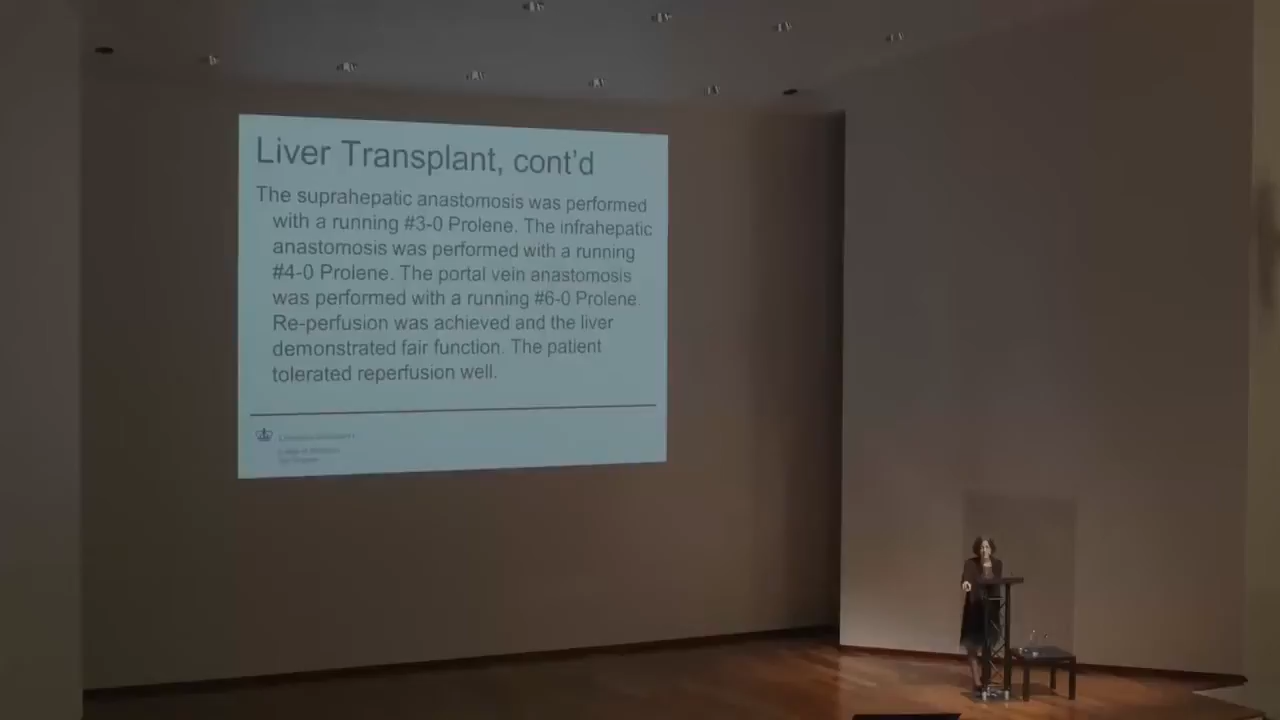 Liver Transplant, cont'd
The suprahepatic anastomosis was performed
with a running #3-0 Prolene. The infrahepatic
anastomosis was performed with a running
#4-0 Prolene. The portal vein anastomosis
was performed with a running #6-0 Prolene.
Re-perfusion was achieved and the liver
demonstrated fair function. The patient
tolerated reperfusion well.